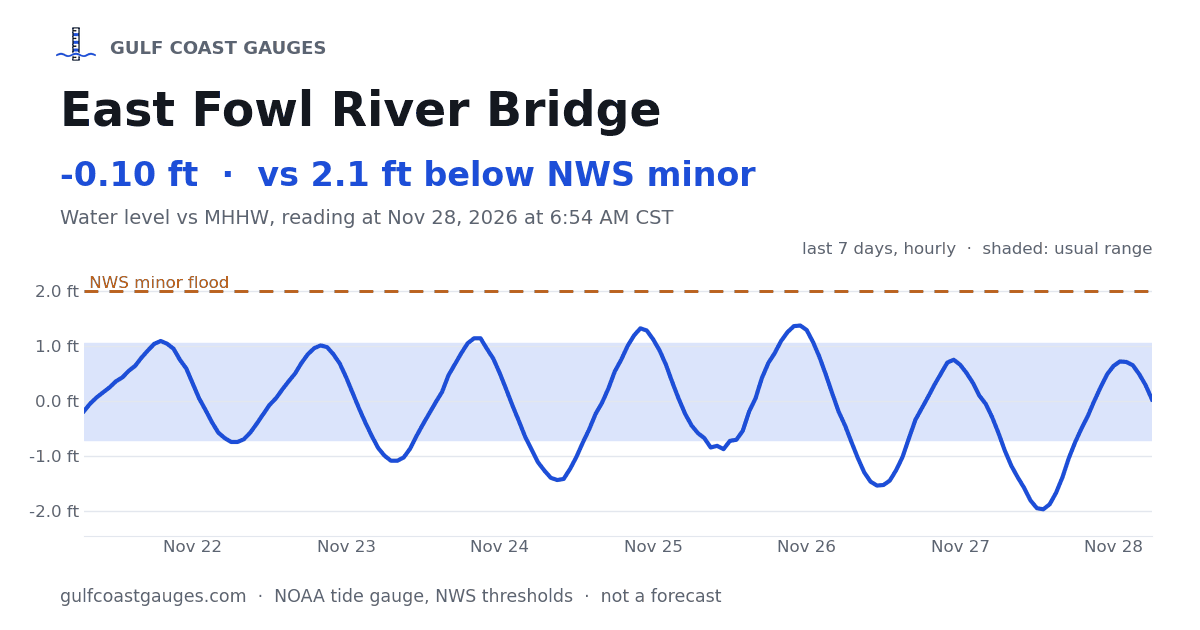 GULF COAST GAUGES
East Fowl River Bridge
-0.10 ft · vs 2.1 ft below NWS minor
Water level vs MHHW, reading at Nov 28, 2026 at 6:54 AM CST
last 7 days, hourly · shaded: usual range
NWS minor flood
2.0 ft
1.0 ft
0.0 ft
-1.0 ft
-2.0 ft
Nov 22 Nov 23 Nov 24 Nov 25 Nov 26 Nov 27 Nov 28
gulfcoastgauges.com · NOAA tide gauge, NWS thresholds · not a forecast